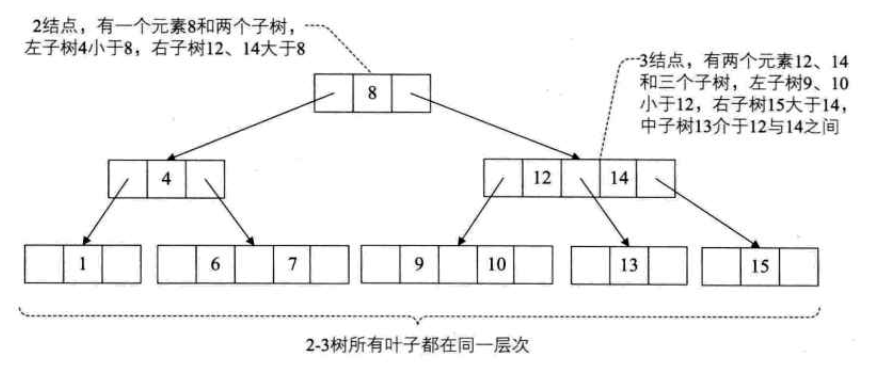 2结点，有一个元素8和两个子树，
左子树4小于8，右子树12、14大于8
3结点，有两个元素12、14
和三个子树，左子树9、10
小于12，右子树15大于14，
中子树13介于12与14之间
8
4
12 14
1
6 7
9 10
13
15
2-3树所有叶子都在同一层次